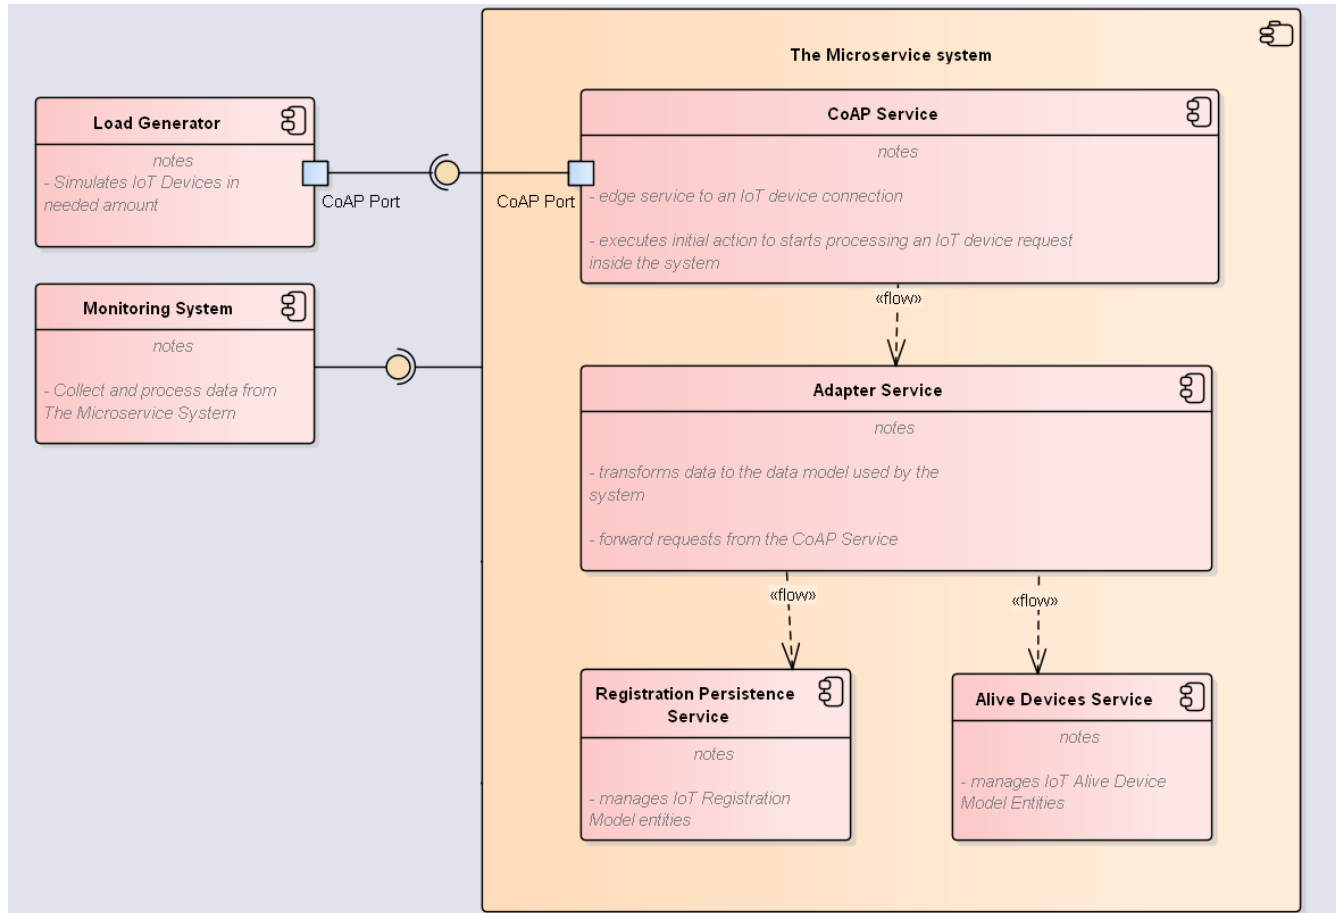 The Microservice system
Load Generator
notes
- Simulates IoT Devices in
needed amount
CoAP Port
CoAP Port
CoAP Service
notes
- edge service to an IoT device connection
- executes initial action to starts processing an IoT device request
inside the system
Monitoring System
notes
- Collect and process data from
The Microservice System
«flow»
Adapter Service
notes
- transforms data to the data model used by the
system
- forward requests from the CoAP Service
«flow»
«flow»
Registration Persistence
Service
notes
- manages IoT Registration
Model entities
Alive Devices Service
notes
- manages IoT Alive Device
Model Entities